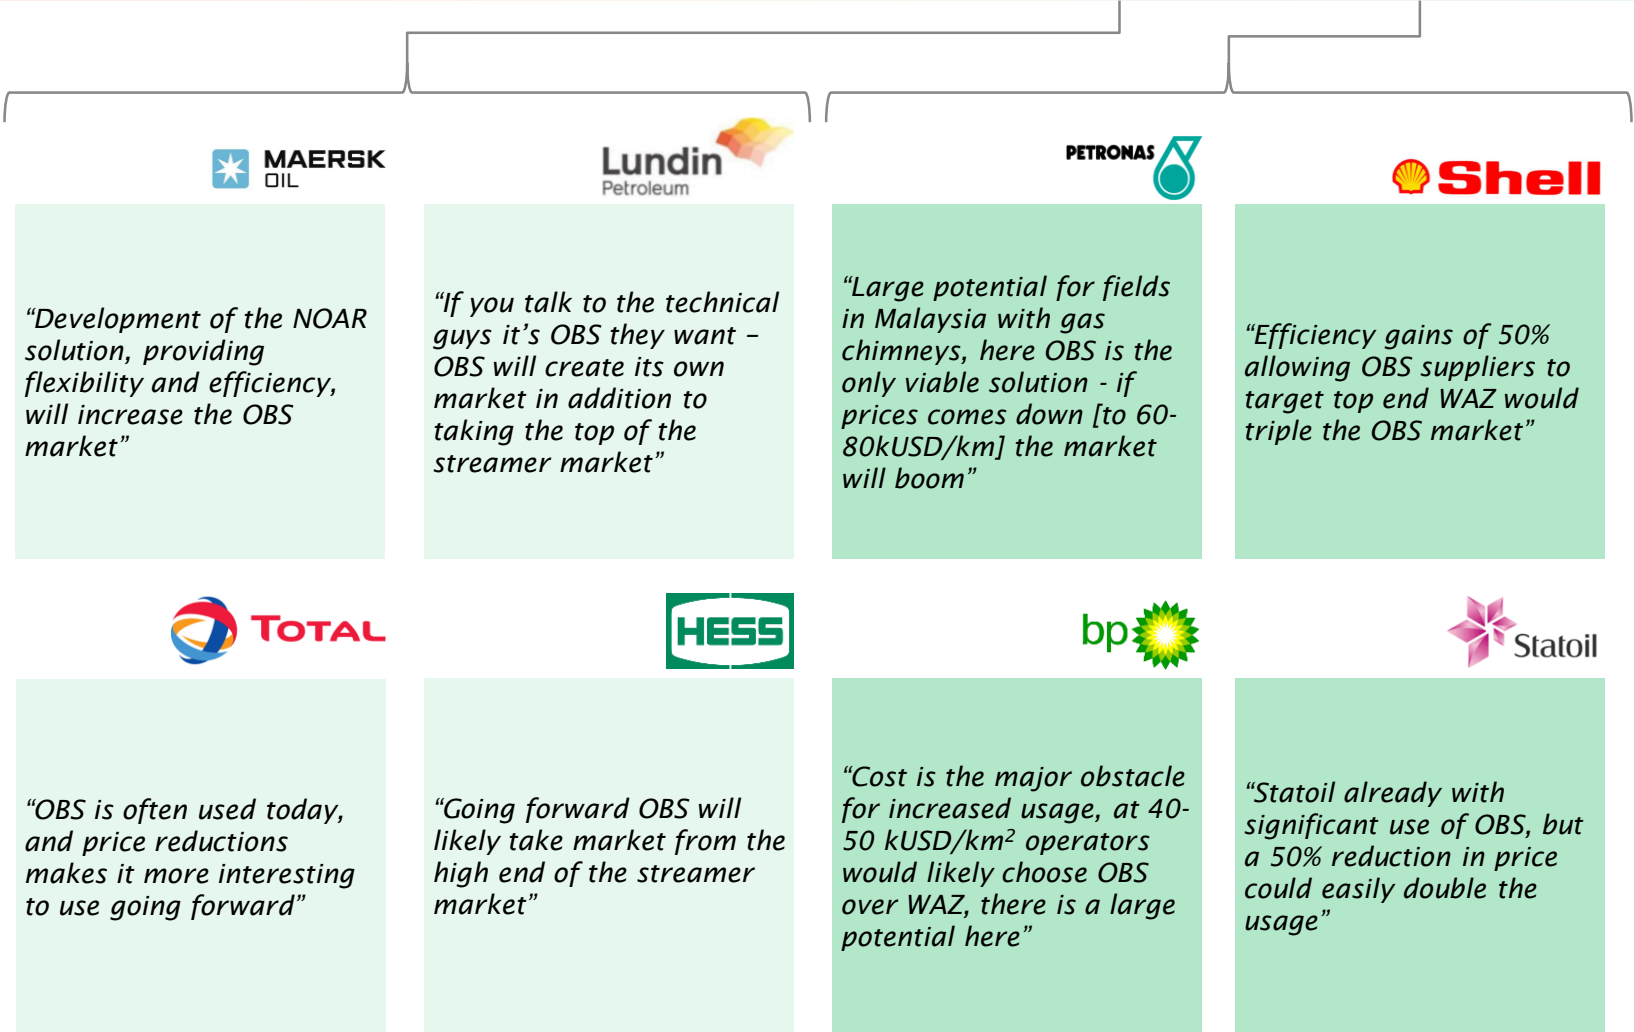 MAERSK
OIL
Lundin
Petroleum
PETRONAS
Shell
“Development of the NOAR
solution, providing
flexibility and efficiency,
will increase the OBS
market”
“If you talk to the technical
guys it’s OBS they want –
OBS will create its own
market in addition to
taking the top of the
streamer market”
“Large potential for fields
in Malaysia with gas
chimneys, here OBS is the
only viable solution - if
prices comes down [to 60-
80kUSD/km] the market
will boom”
“Efficiency gains of 50%
allowing OBS suppliers to
target top end WAZ would
triple the OBS market”
TOTAL
HESS
bp
Statoil
“OBS is often used today,
and price reductions
makes it more interesting
to use going forward”
“Going forward OBS will
likely take market from the
high end of the streamer
market”
“Cost is the major obstacle
for increased usage, at 40-
50 kUSD/km² operators
would likely choose OBS
over WAZ, there is a large
potential here”
“Statoil already with
significant use of OBS, but
a 50% reduction in price
could easily double the
usage”